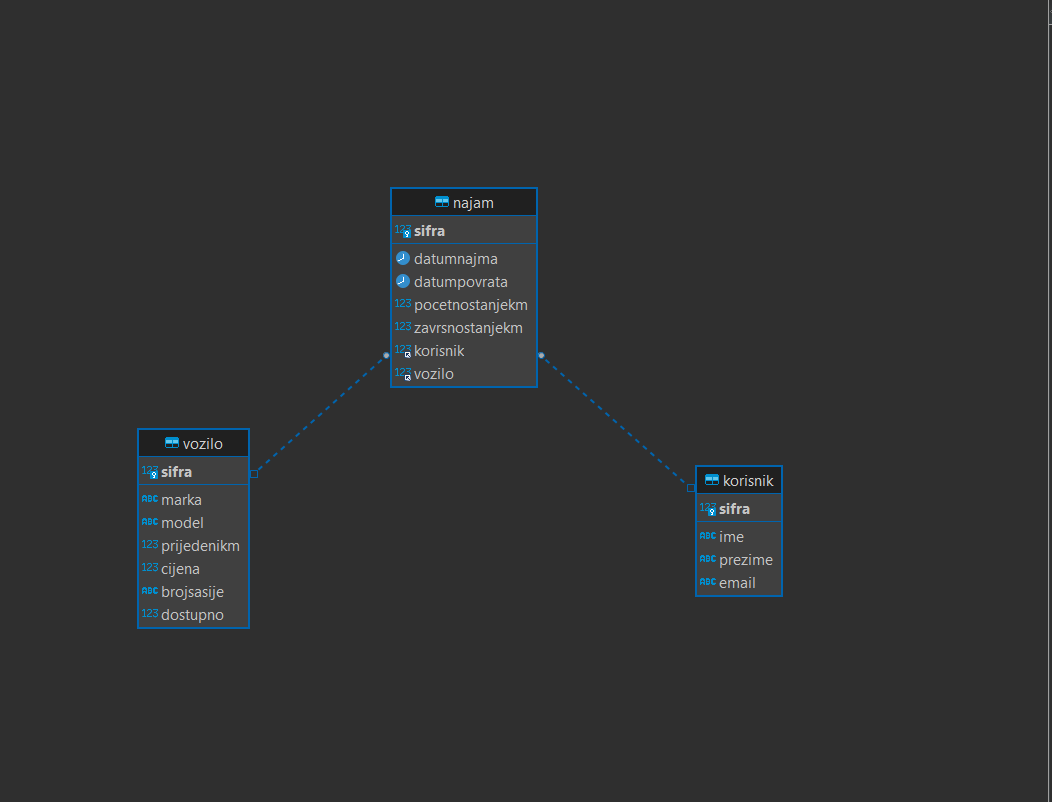 najam
123 sifra
datumnajma
datumpovrata
123 pocetnostanjekm
123 zavrsnostanjekm
123 korisnik
123 vozilo
vozilo
123 sifra
ABC marka
ABC model
123 prijedenikm
123 cijena
ABC brojsasije
123 dostupno
korisnik
123 sifra
ABC ime
ABC prezime
ABC email